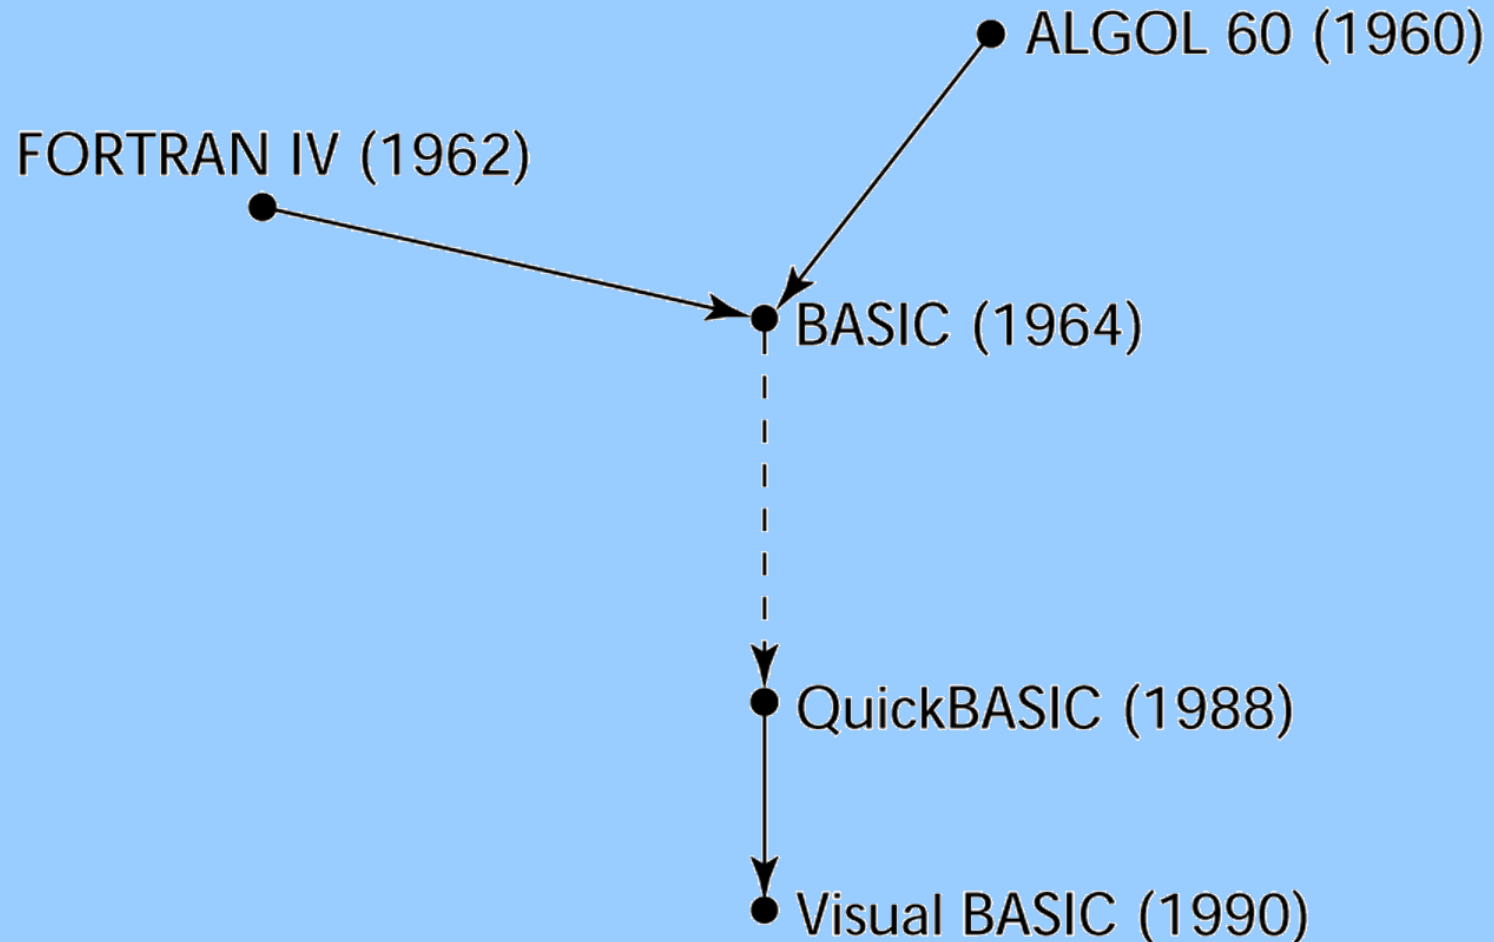 ALGOL 60 (1960)
FORTRAN IV (1962)
BASIC (1964)
QuickBASIC (1988)
Visual BASIC (1990)